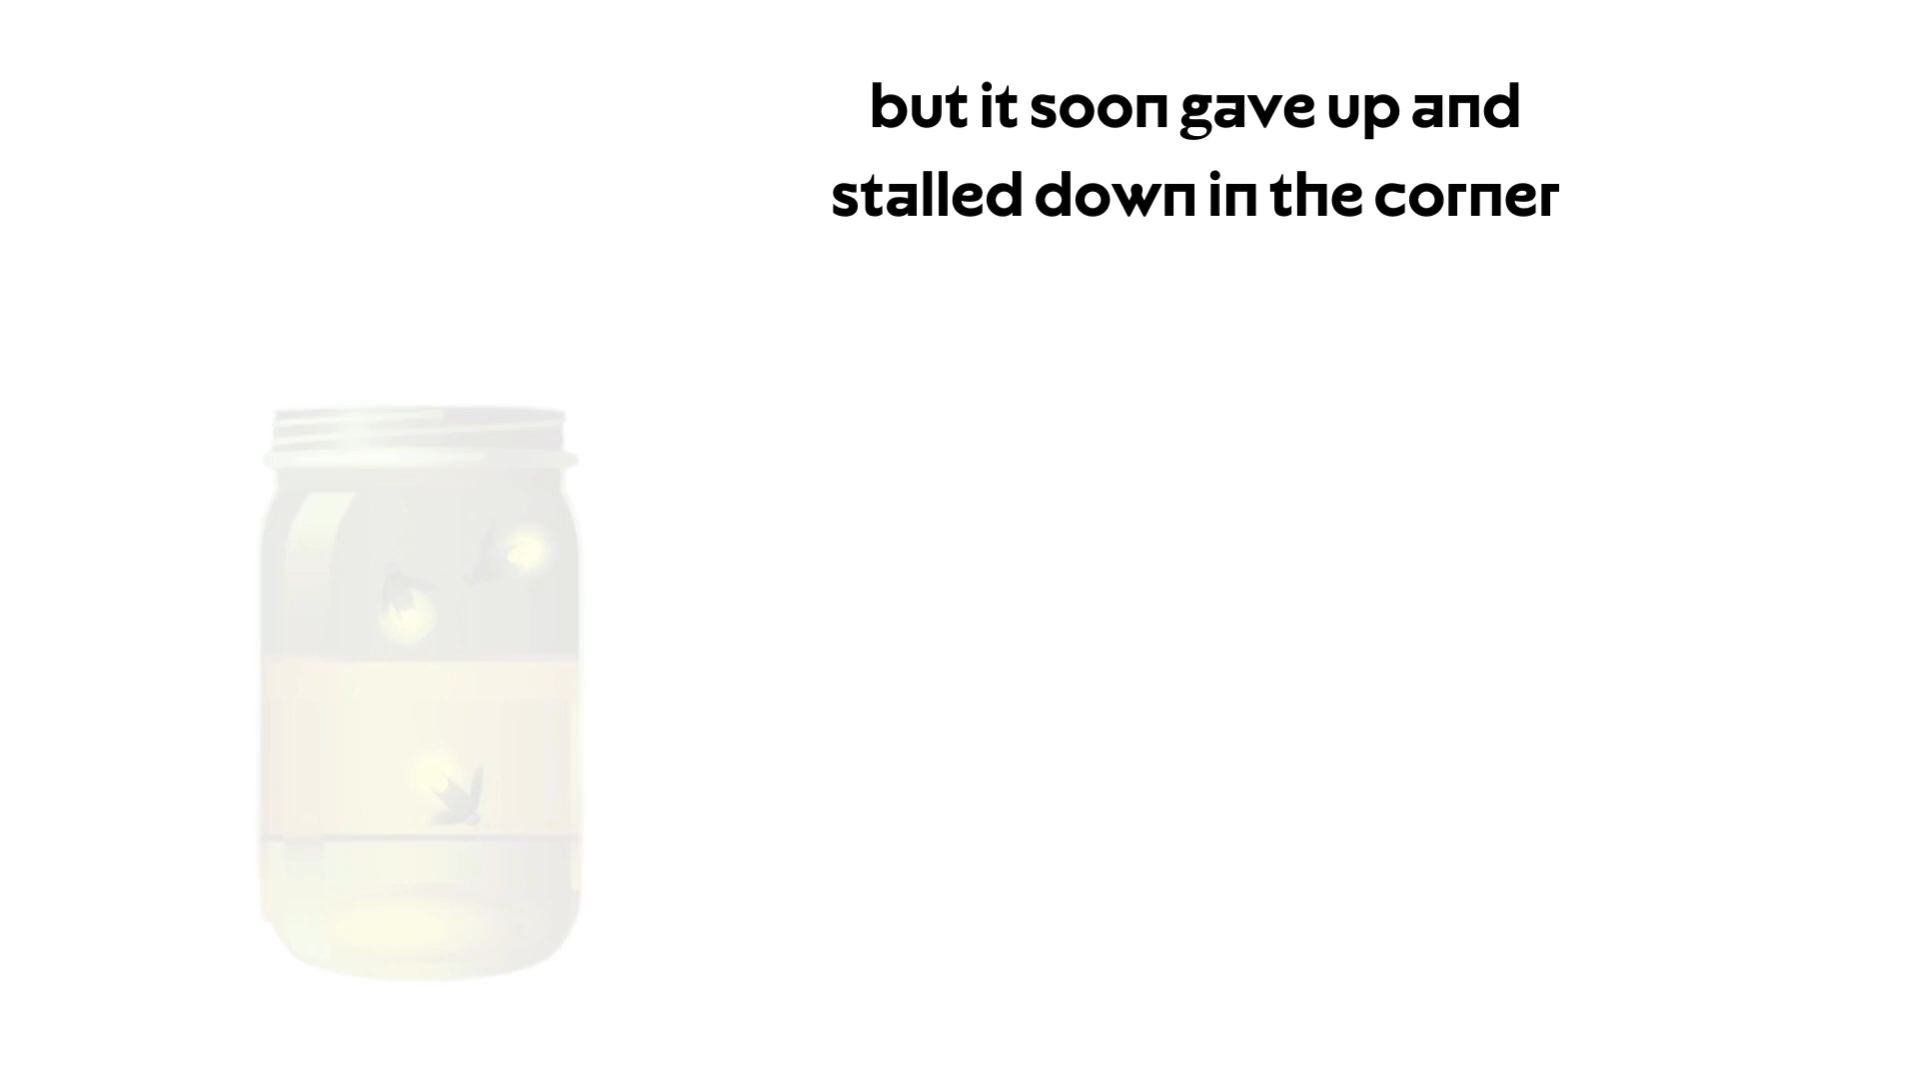 but it soon gave up and
stalled down in the corner